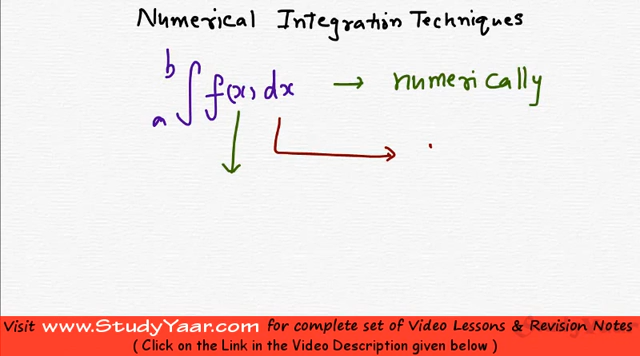 Numerical Integration Techniques
b
∫ f(x) dx → numerically
a
Visit www.StudyYaar.com for complete set of Video Lessons & Revision Notes
( Click on the Link in the Video Description given below )